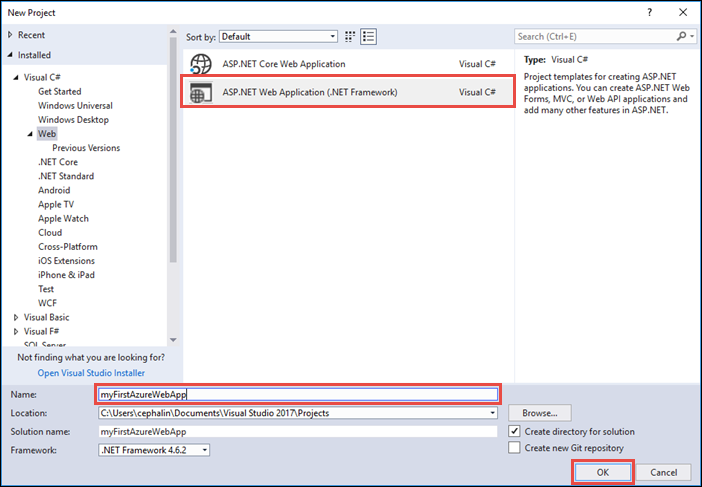 New Project
?
Recent
Installed
Visual C#
Get Started
Windows Universal
Windows Desktop
Web
Previous Versions
.NET Core
.NET Standard
Android
Apple TV
Apple Watch
Cloud
Cross-Platform
iOS Extensions
iPhone & iPad
Test
WCF
Visual Basic
Visual F#
SQL Server
Not finding what you are looking for?
Open Visual Studio Installer
Sort by: Default
ASP.NET Core Web Application Visual C#
ASP.NET Web Application (.NET Framework) Visual C#
Search (Ctrl+E)
Type: Visual C#
Project templates for creating ASP.NET
applications. You can create ASP.NET Web
Forms, MVC, or Web API applications and
add many other features in ASP.NET.
Name: myFirstAzureWebApp
Location: C:\Users\cephalin\Documents\Visual Studio 2017\Projects Browse...
Solution name: myFirstAzureWebApp
Create directory for solution
Framework: .NET Framework 4.6.2
Create new Git repository
OK Cancel